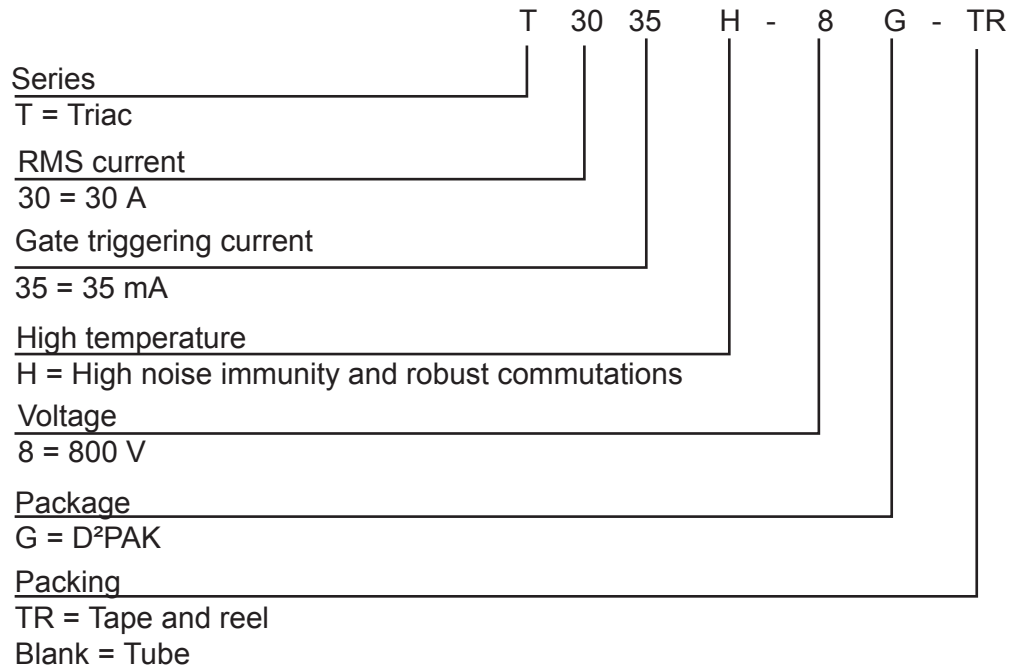 T 30 35 H - 8 G - TR
Series
T = Triac
RMS current
30 = 30 A
Gate triggering current
35 = 35 mA
High temperature
H = High noise immunity and robust commutations
Voltage
8 = 800 V
Package
G = D²PAK
Packing
TR = Tape and reel
Blank = Tube